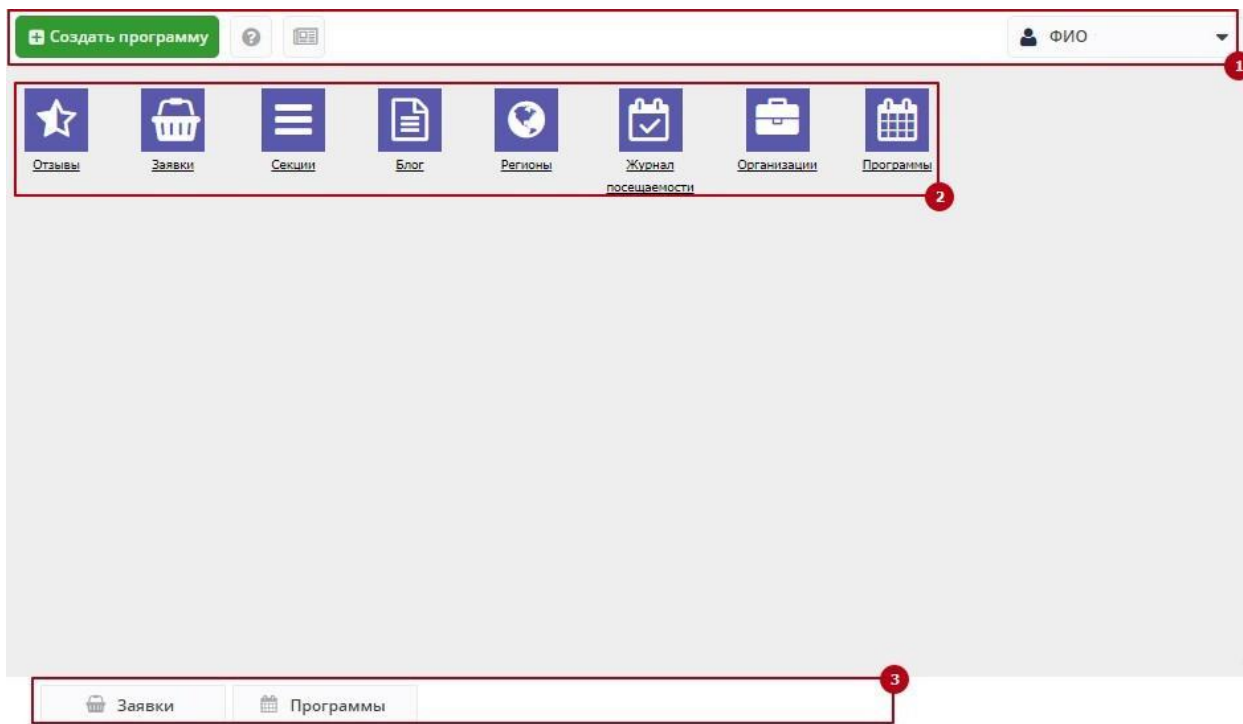 Создать программу
ФИО
1
Отзывы
Заявки
Секции
Блог
Регионы
Журнал
посещаемости
Организации
Программы
2
3
Заявки
Программы